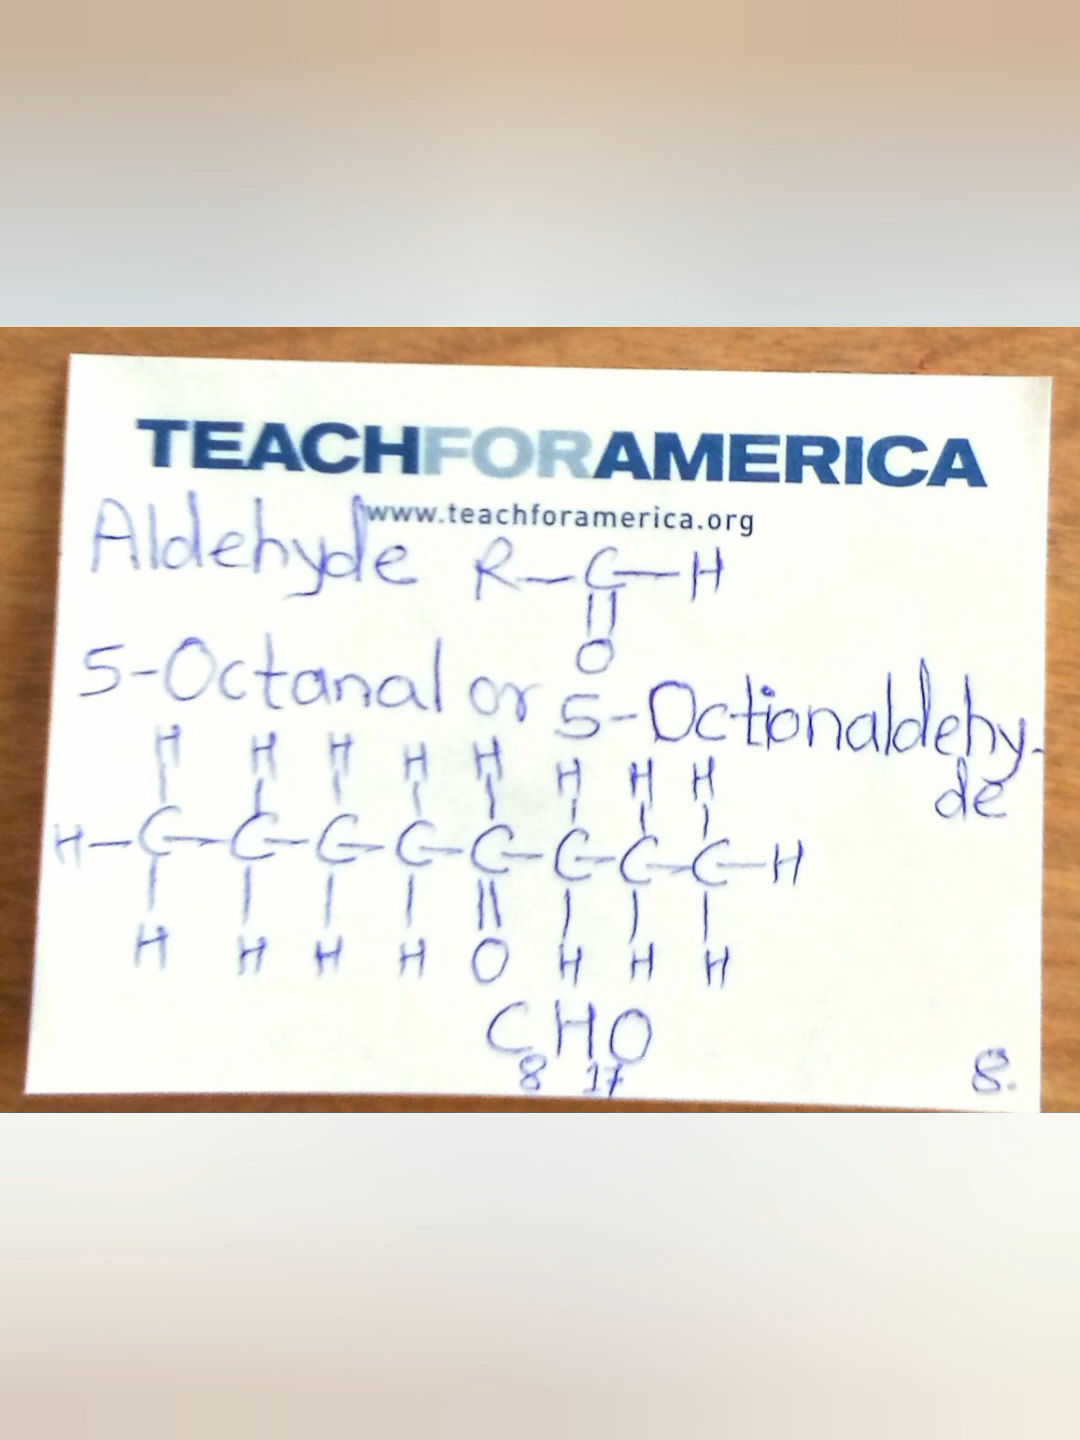 TEACHFORAMERICA
www.teachforamerica.org
Aldehyde R-C-H
O
5-Octanal or 5-Octionaldehy-
de
H H H H H H H H
H-C-C-C-C-C-C-C-C-H
H H H H O H H H
C8H17O
8.